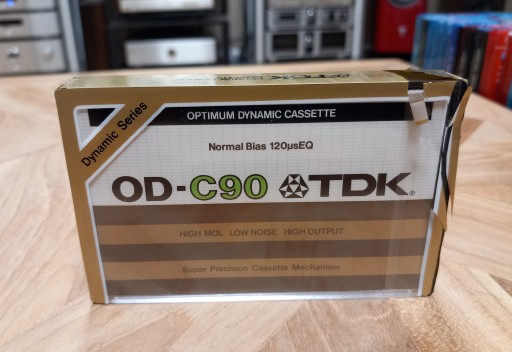 Dynamic Series
OPTIMUM DYNAMIC CASSETTE
Normal Bias 120µsEQ
OD-C90 TDK®
HIGH MOL LOW NOISE HIGH OUTPUT
Super Precision Cassette Mechanism